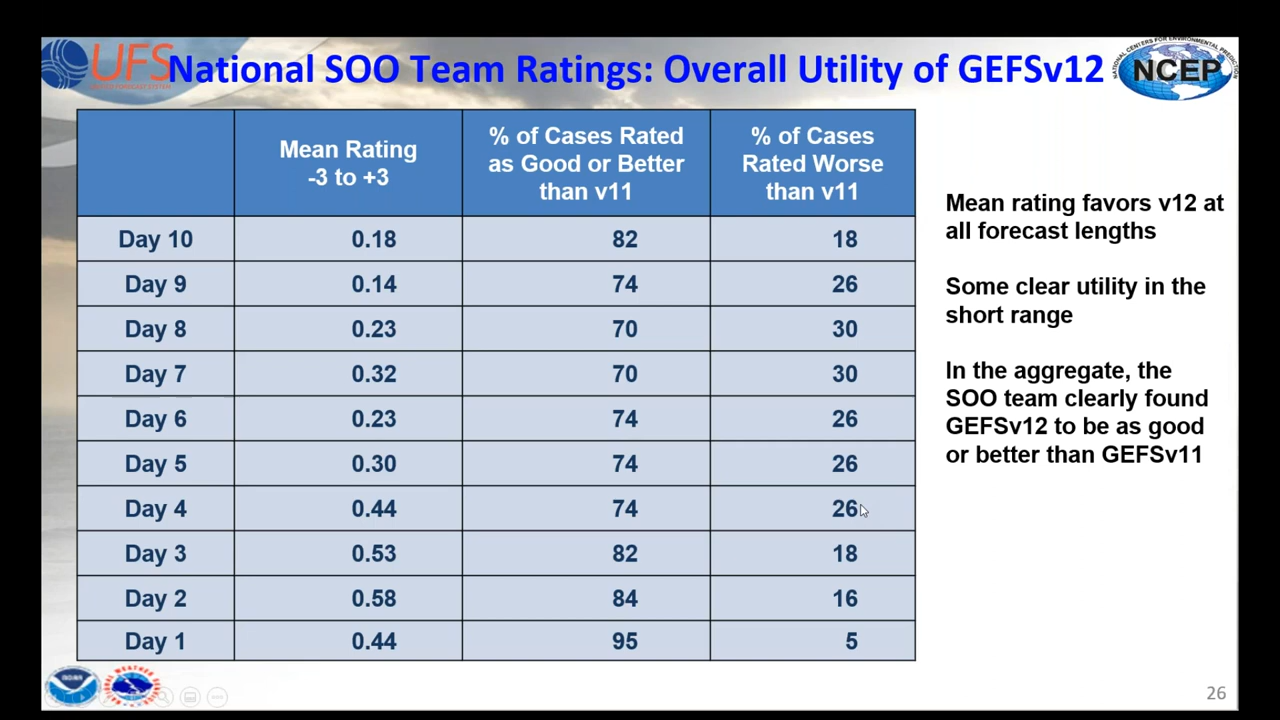 UFS
National SOO Team Ratings: Overall Utility of GEFSv12
NCEP
Mean Rating
-3 to +3
% of Cases Rated
as Good or Better
than v11
% of Cases
Rated Worse
than v11
Day 10 0.18 82 18
Day 9 0.14 74 26
Day 8 0.23 70 30
Day 7 0.32 70 30
Day 6 0.23 74 26
Day 5 0.30 74 26
Day 4 0.44 74 26
Day 3 0.53 82 18
Day 2 0.58 84 16
Day 1 0.44 95 5
Mean rating favors v12 at
all forecast lengths
Some clear utility in the
short range
In the aggregate, the
SOO team clearly found
GEFSv12 to be as good
or better than GEFSv11
26